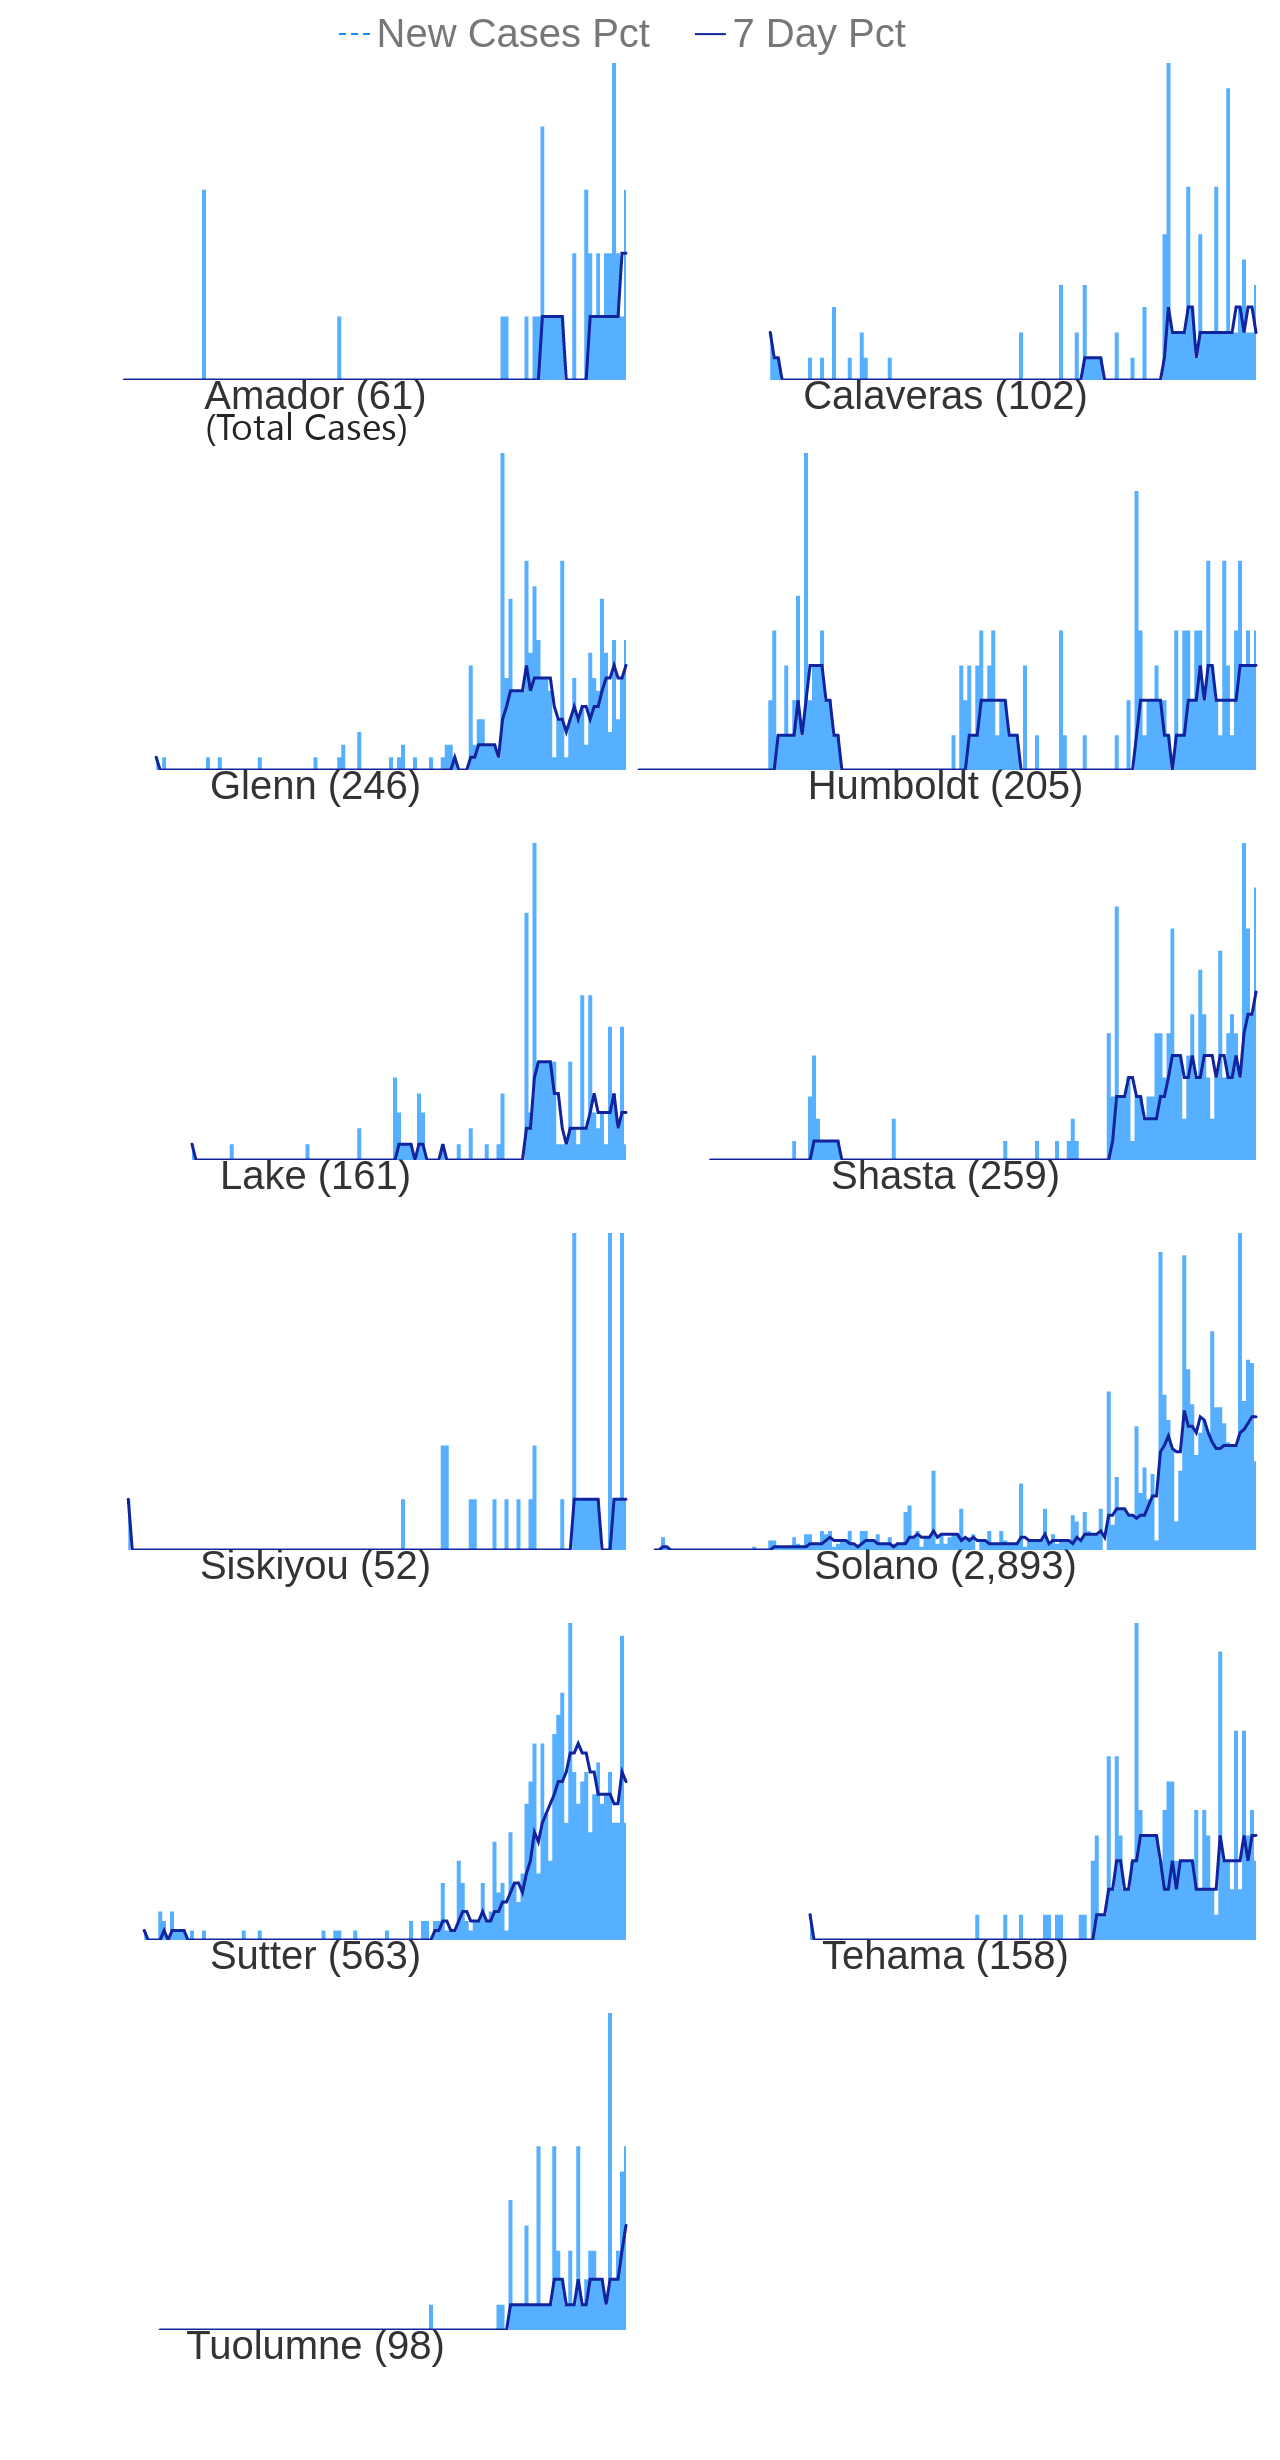 New Cases Pct 7 Day Pct
Amador (61)
(Total Cases)
Calaveras (102)
Glenn (246)
Humboldt (205)
Lake (161)
Shasta (259)
Siskiyou (52)
Solano (2,893)
Sutter (563)
Tehama (158)
Tuolumne (98)